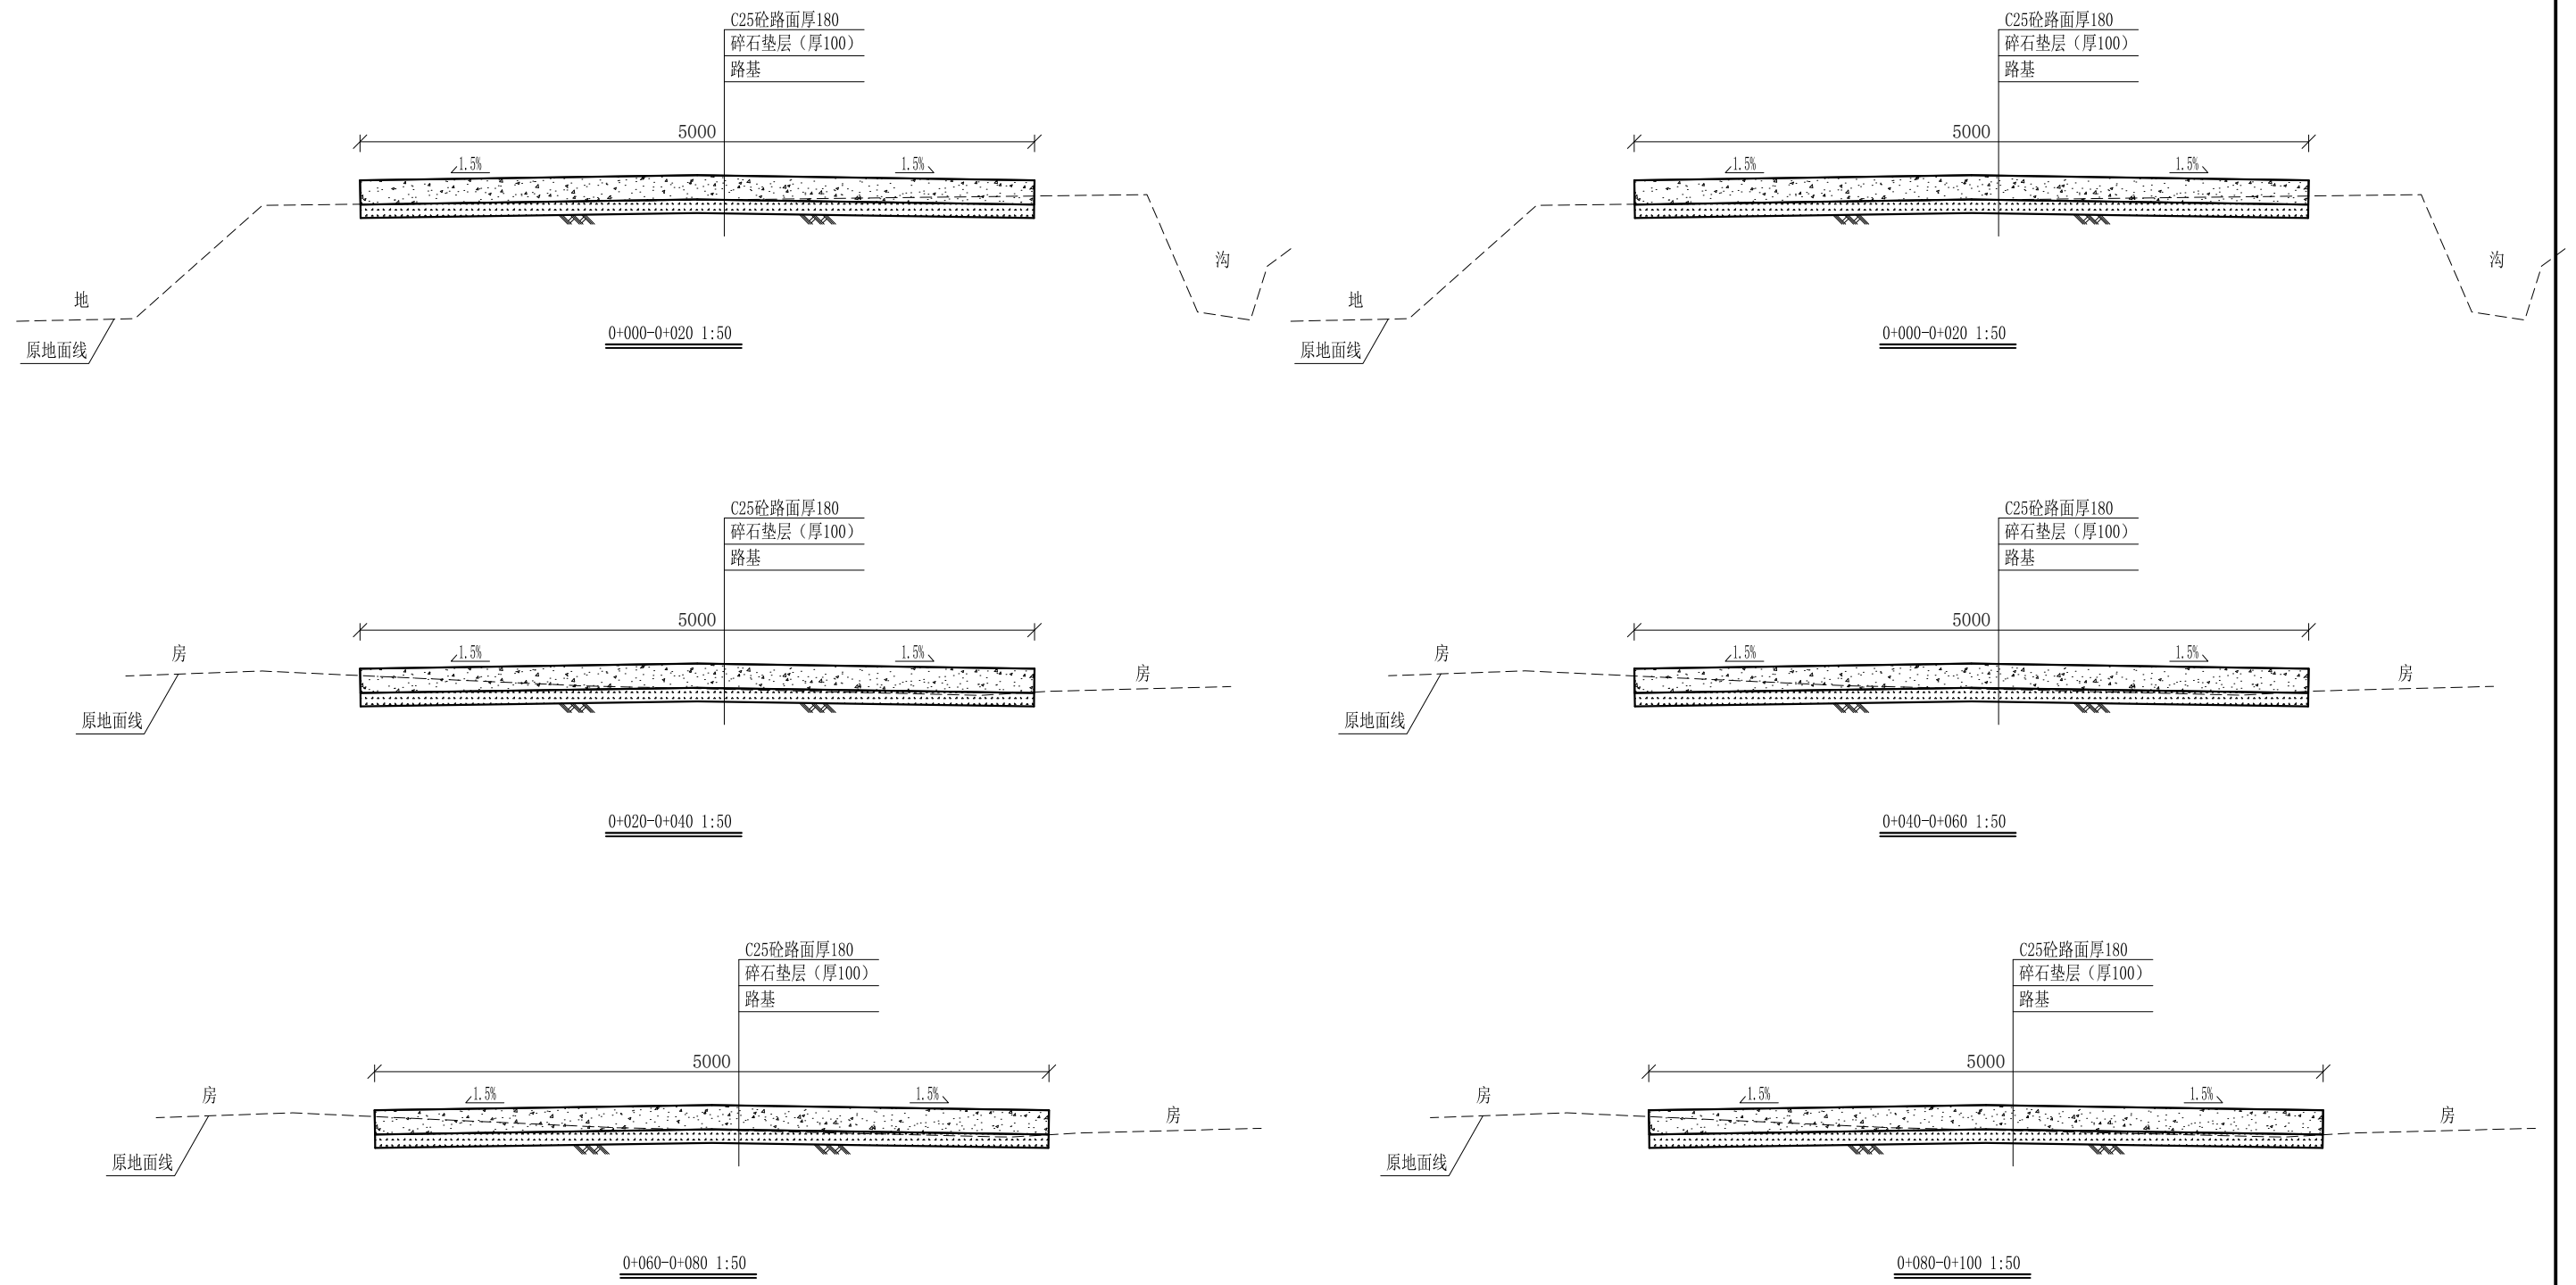 C25砼路面厚180
碎石垫层（厚100）
路基
5000
1.5%
1.5%
沟
地
原地面线
0+000-0+020 1:50
C25砼路面厚180
碎石垫层（厚100）
路基
5000
1.5%
1.5%
沟
地
原地面线
0+000-0+020 1:50
C25砼路面厚180
碎石垫层（厚100）
路基
5000
1.5%
1.5%
房
房
原地面线
0+020-0+040 1:50
C25砼路面厚180
碎石垫层（厚100）
路基
5000
1.5%
1.5%
房
房
原地面线
0+040-0+060 1:50
C25砼路面厚180
碎石垫层（厚100）
路基
5000
1.5%
1.5%
房
房
原地面线
0+060-0+080 1:50
C25砼路面厚180
碎石垫层（厚100）
路基
5000
1.5%
1.5%
房
房
原地面线
0+080-0+100 1:50